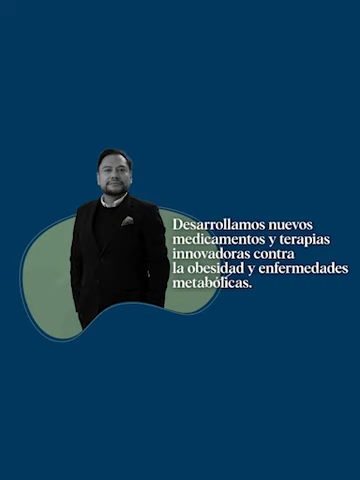 Desarrollamos nuevos
medicamentos y terapias
innovadoras contra
la obesidad y enfermedades
metabólicas.